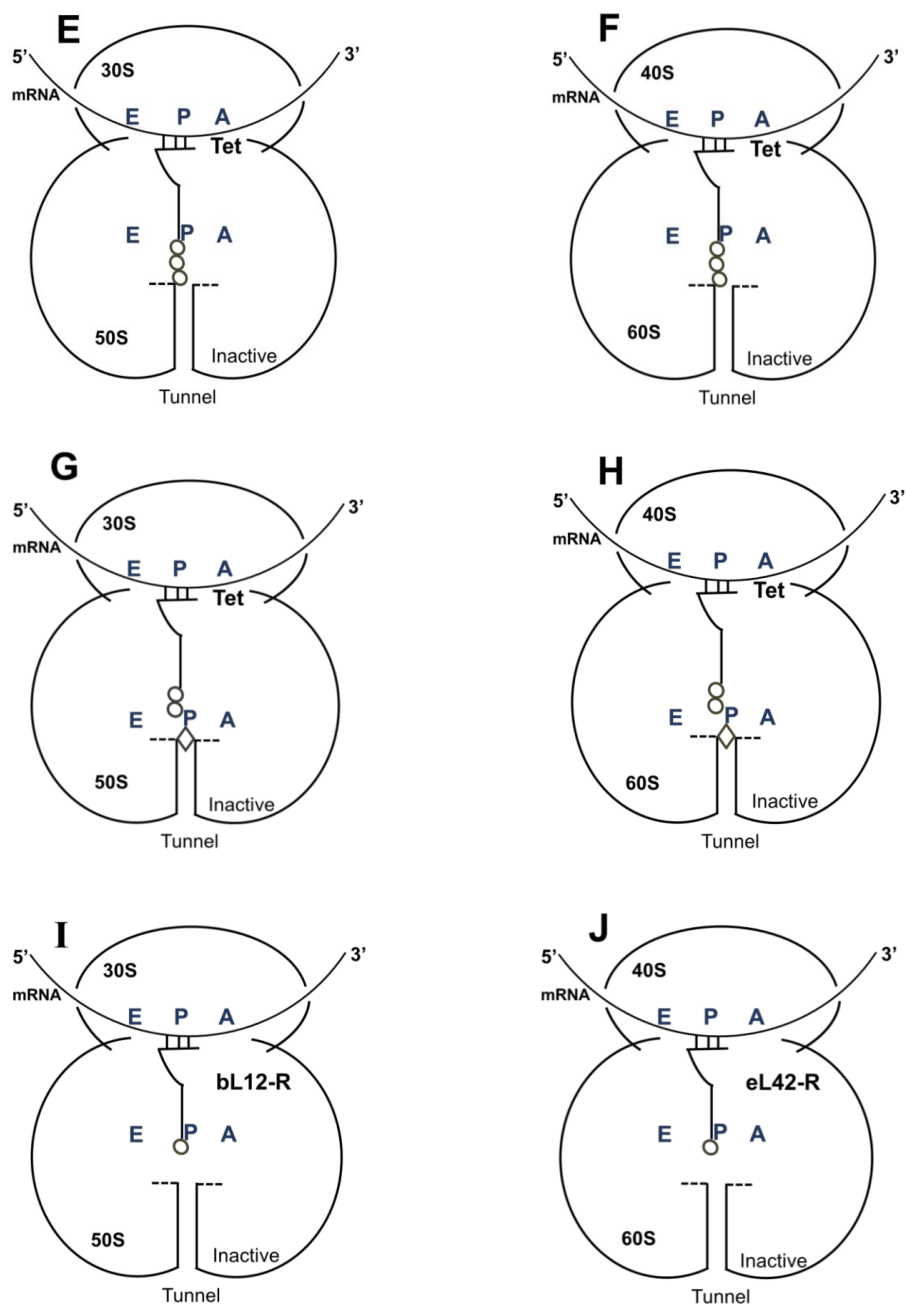 E
5'
3'
30S
mRNA
E P A
Tet
E P A
50S
Inactive
Tunnel
F
5'
3'
40S
mRNA
E P A
Tet
E P A
60S
Inactive
Tunnel
G
5'
3'
30S
mRNA
E P A
Tet
E P A
50S
Inactive
Tunnel
H
5'
3'
40S
mRNA
E P A
Tet
E P A
60S
Inactive
Tunnel
I
5'
3'
30S
mRNA
E P A
bL12-R
E P A
50S
Inactive
Tunnel
J
5'
3'
40S
mRNA
E P A
eL42-R
E P A
60S
Inactive
Tunnel